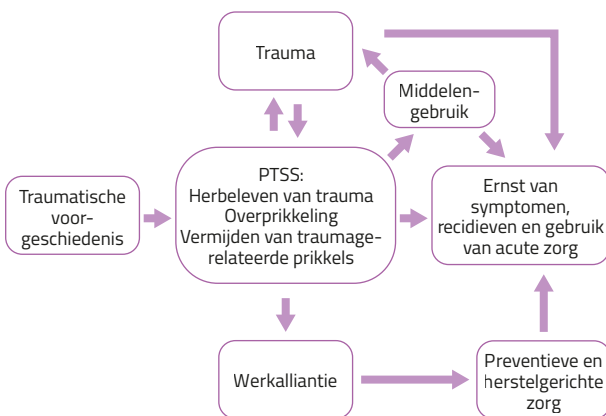 Trauma
Middelen-
gebruik
Traumatische
voor-
geschiedenis
PTSS:
Herbeleven van trauma
Overprikkeling
Vermijden van traumage-
relateerde prikkels
Ernst van
symptomen,
recidieven en gebruik
van acute zorg
Werkalliantie
Preventieve en
herstelgerichte
zorg